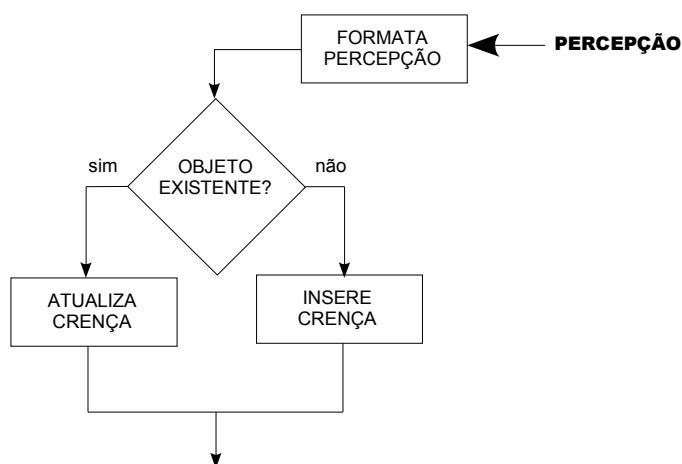 FORMATA
PERCEPÇÃO
PERCEPÇÃO
sim
OBJETO
EXISTENTE?
não
ATUALIZA
CRENÇA
INSERE
CRENÇA